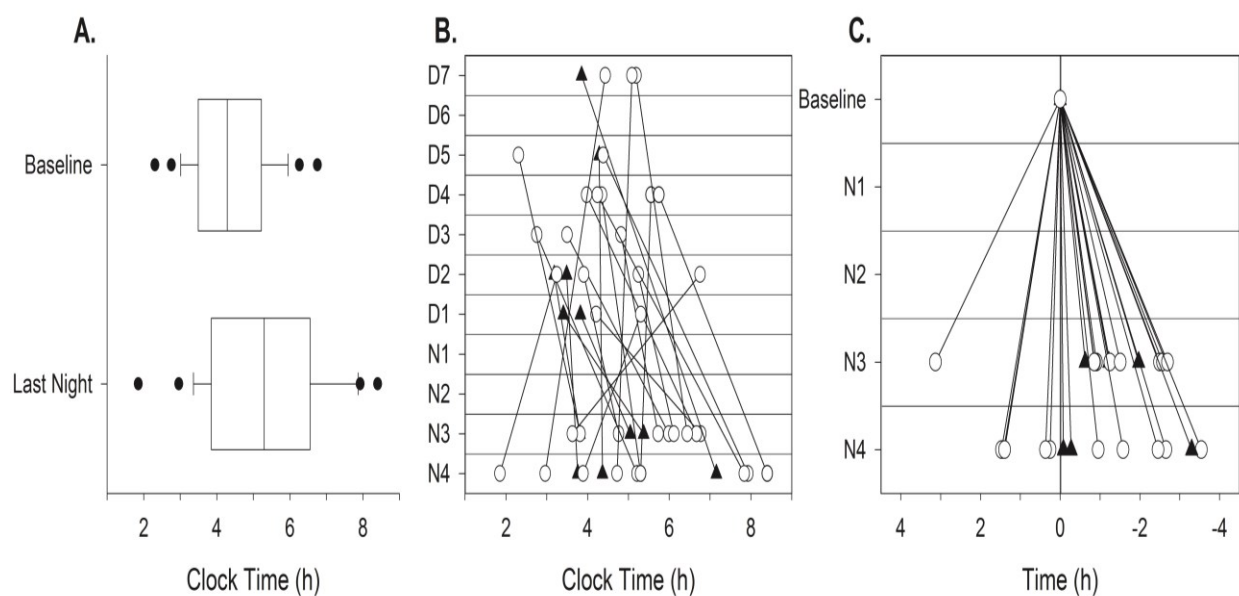 A.
Baseline
Last Night
2 4 6 8
Clock Time (h)
B.
D7
D6
D5
D4
D3
D2
D1
N1
N2
N3
N4
2 4 6 8
Clock Time (h)
C.
Baseline
N1
N2
N3
N4
4 2 0 -2 -4
Time (h)